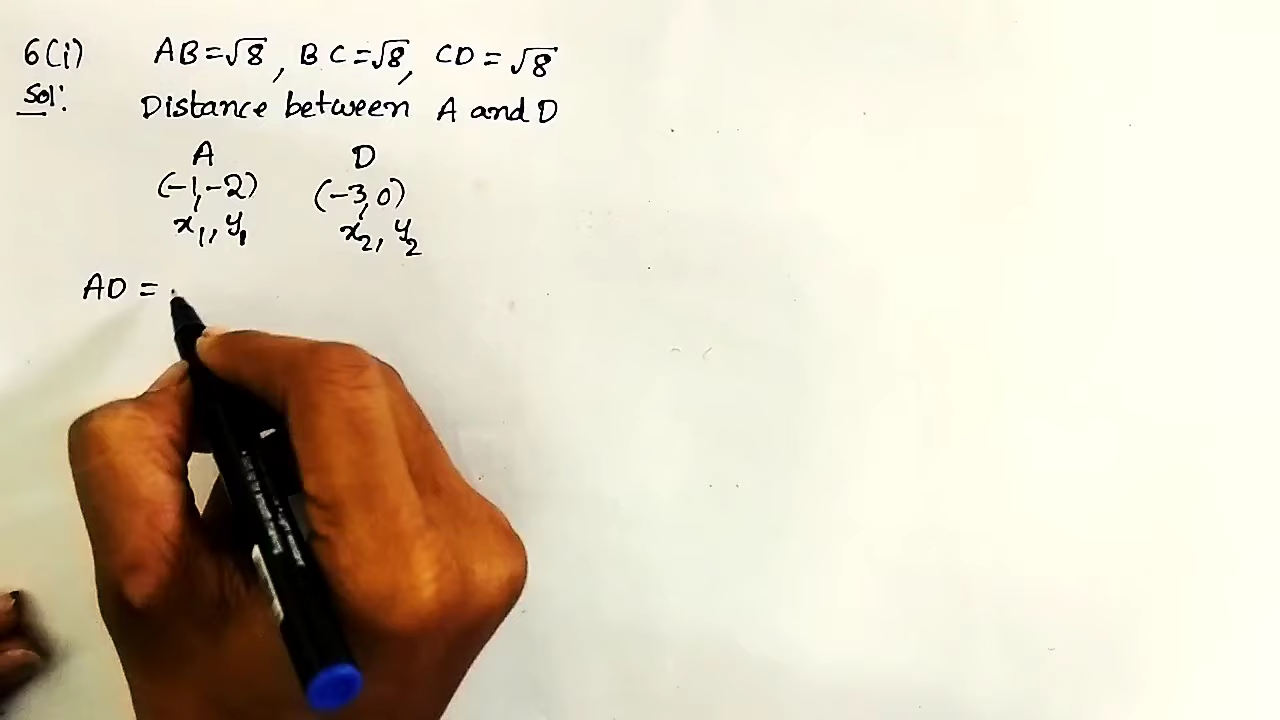 6(i) AB=√8, BC=√8, CD=√8
Sol: Distance between A and D
A D
(-1,-2) (-3,0)
x₁, y₁ x₂, y₂
AD =